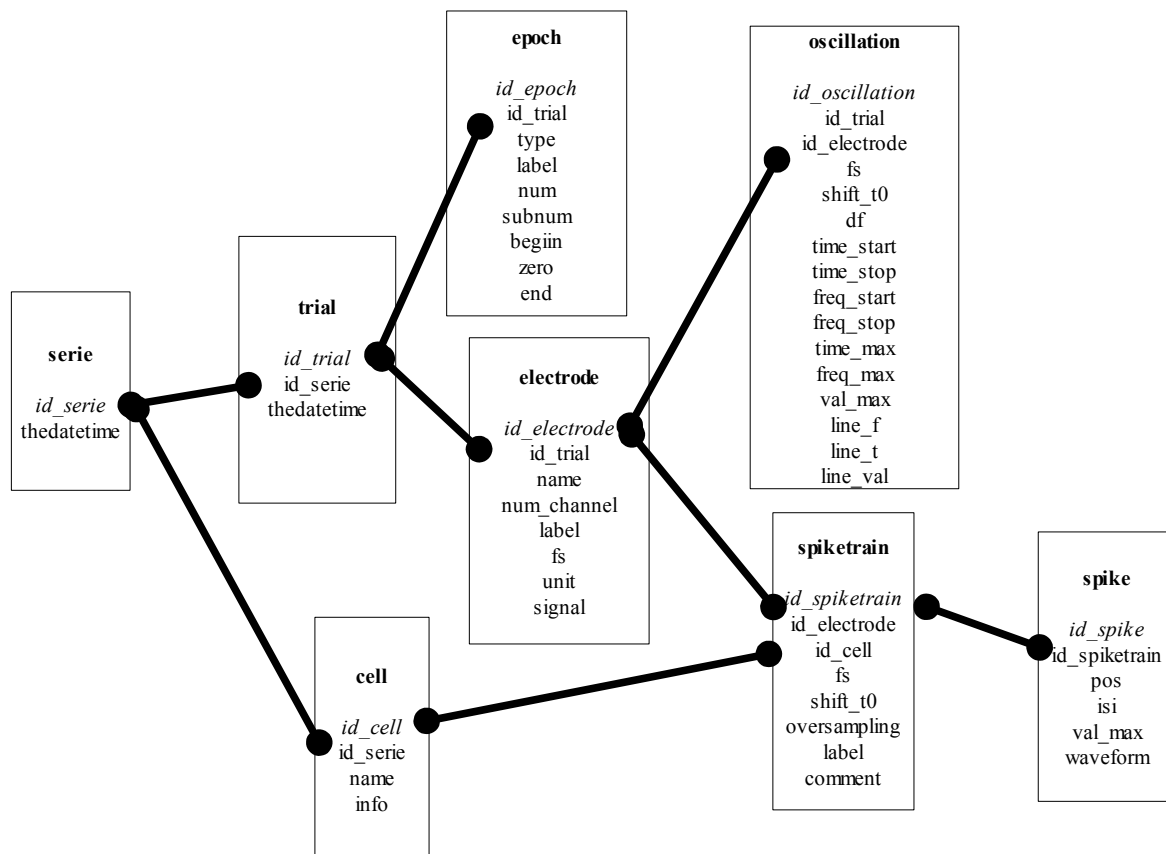 epoch
id_epoch
id_trial
type
label
num
subnum
begiin
zero
end
oscillation
id_oscillation
id_trial
id_electrode
fs
shift_t0
df
time_start
time_stop
freq_start
freq_stop
time_max
freq_max
val_max
line_f
line_t
line_val
trial
id_trial
id_serie
thedatetime
serie
id_serie
thedatetime
electrode
id_electrode
id_trial
name
num_channel
label
fs
unit
signal
spiketrain
id_spiketrain
id_electrode
id_cell
fs
shift_t0
oversampling
label
comment
spike
id_spike
id_spiketrain
pos
isi
val_max
waveform
cell
id_cell
id_serie
name
info